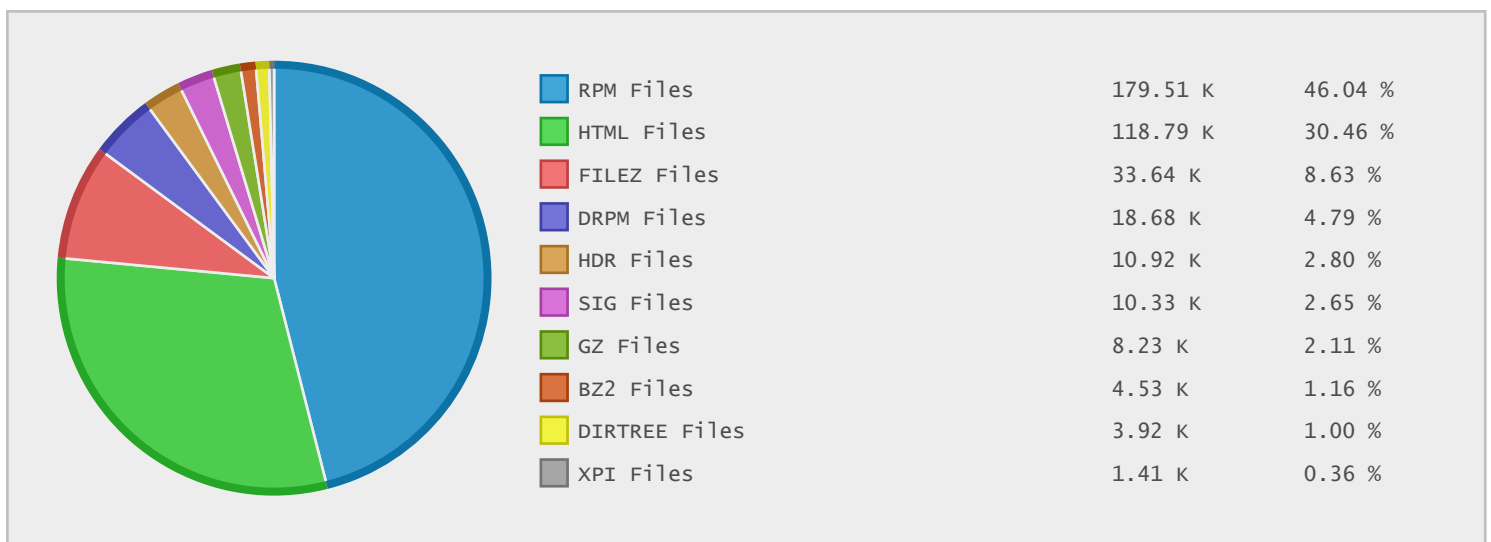 RPM Files 179.51 K 46.04 %
HTML Files 118.79 K 30.46 %
FILEZ Files 33.64 K 8.63 %
DRPM Files 18.68 K 4.79 %
HDR Files 10.92 K 2.80 %
SIG Files 10.33 K 2.65 %
GZ Files 8.23 K 2.11 %
BZ2 Files 4.53 K 1.16 %
DIRTREE Files 3.92 K 1.00 %
XPI Files 1.41 K 0.36 %